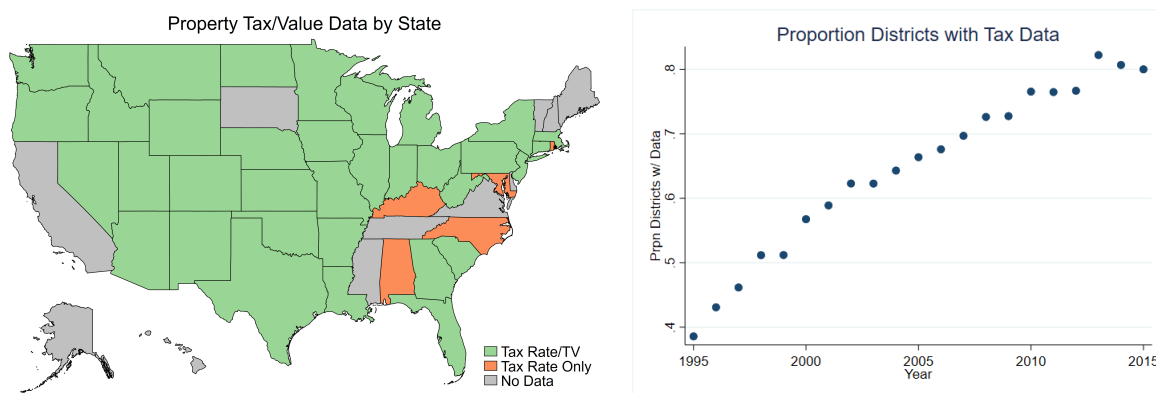 Property Tax/Value Data by State
Tax Rate/TV
Tax Rate Only
No Data
Proportion Districts with Tax Data
Prpn Districts w/ Data
.8
.7
.6
.5
.4
1995
2000
2005
2010
2015
Year